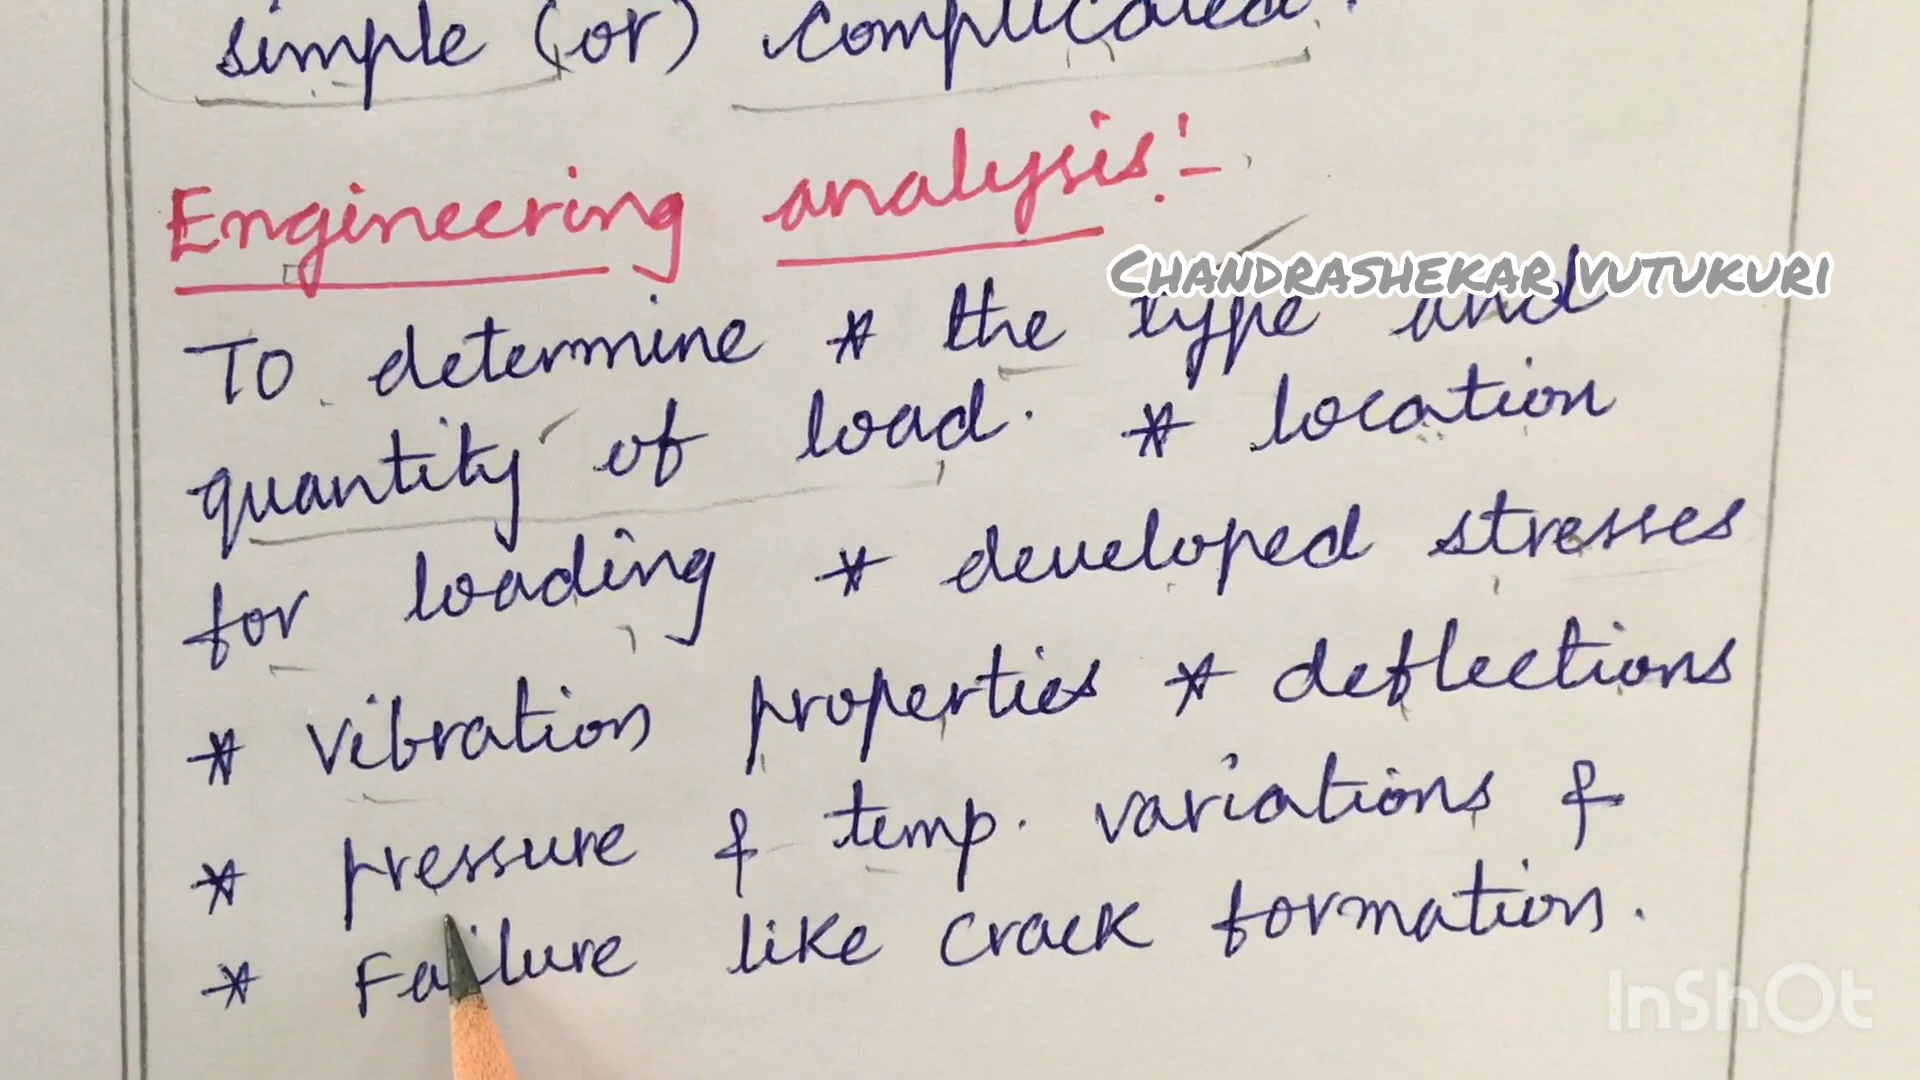 simple (or) complicated.
Engineering analysis:-
CHANDRASHEKAR VUTUKURI
To determine * the type and
quantity of load. * location
for loading * developed stresses
* vibration properties * deflections
* pressure & temp. variations &
* Failure like crack formation.
InShOt